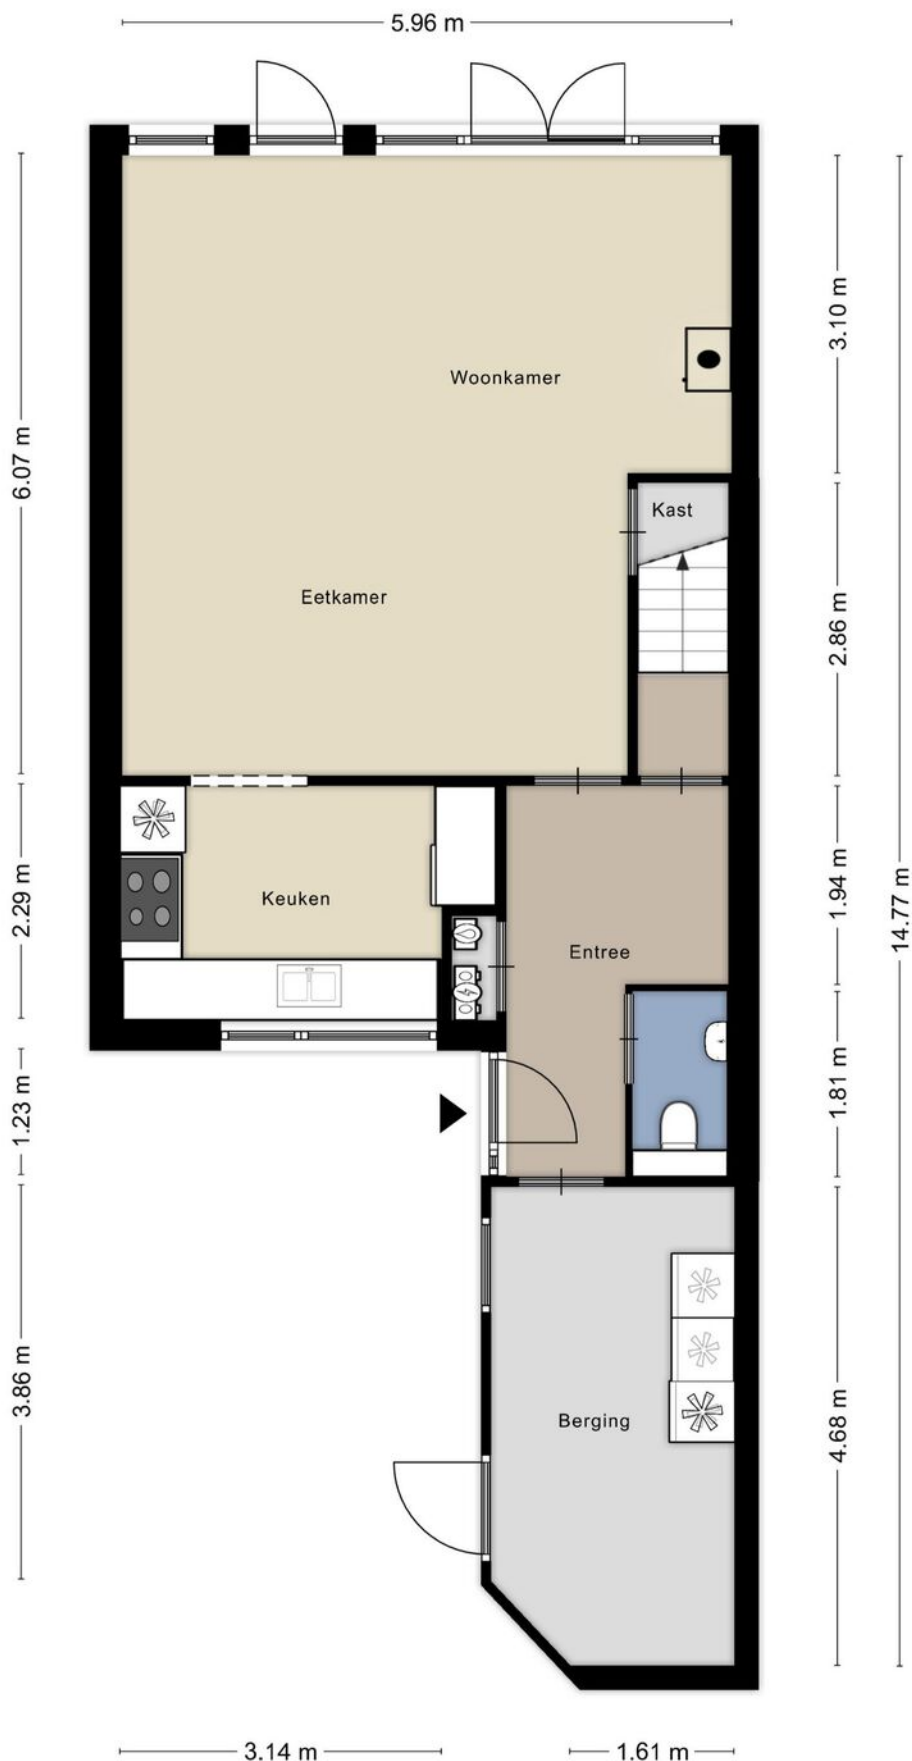 5.96 m
3.10 m
6.07 m
Woonkamer
Kast
Eetkamer
2.86 m
2.29 m
Keuken
1.94 m
14.77 m
Entree
1.23 m
1.81 m
3.86 m
Berging
4.68 m
3.14 m
1.61 m